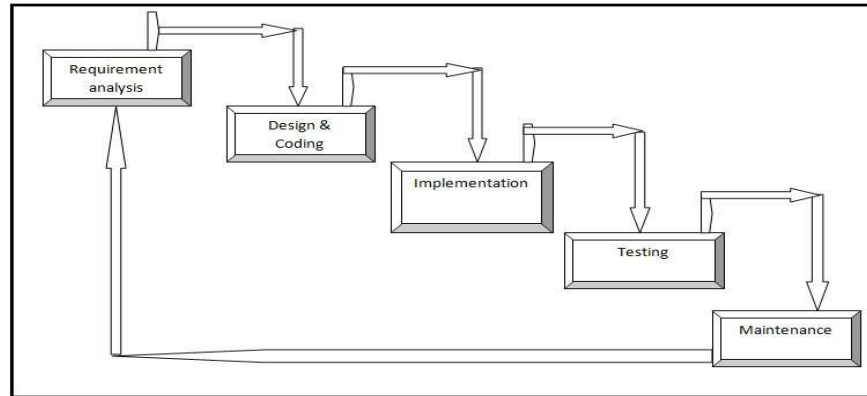 Requirement
analysis
Design &
Coding
Implementation
Testing
Maintenance